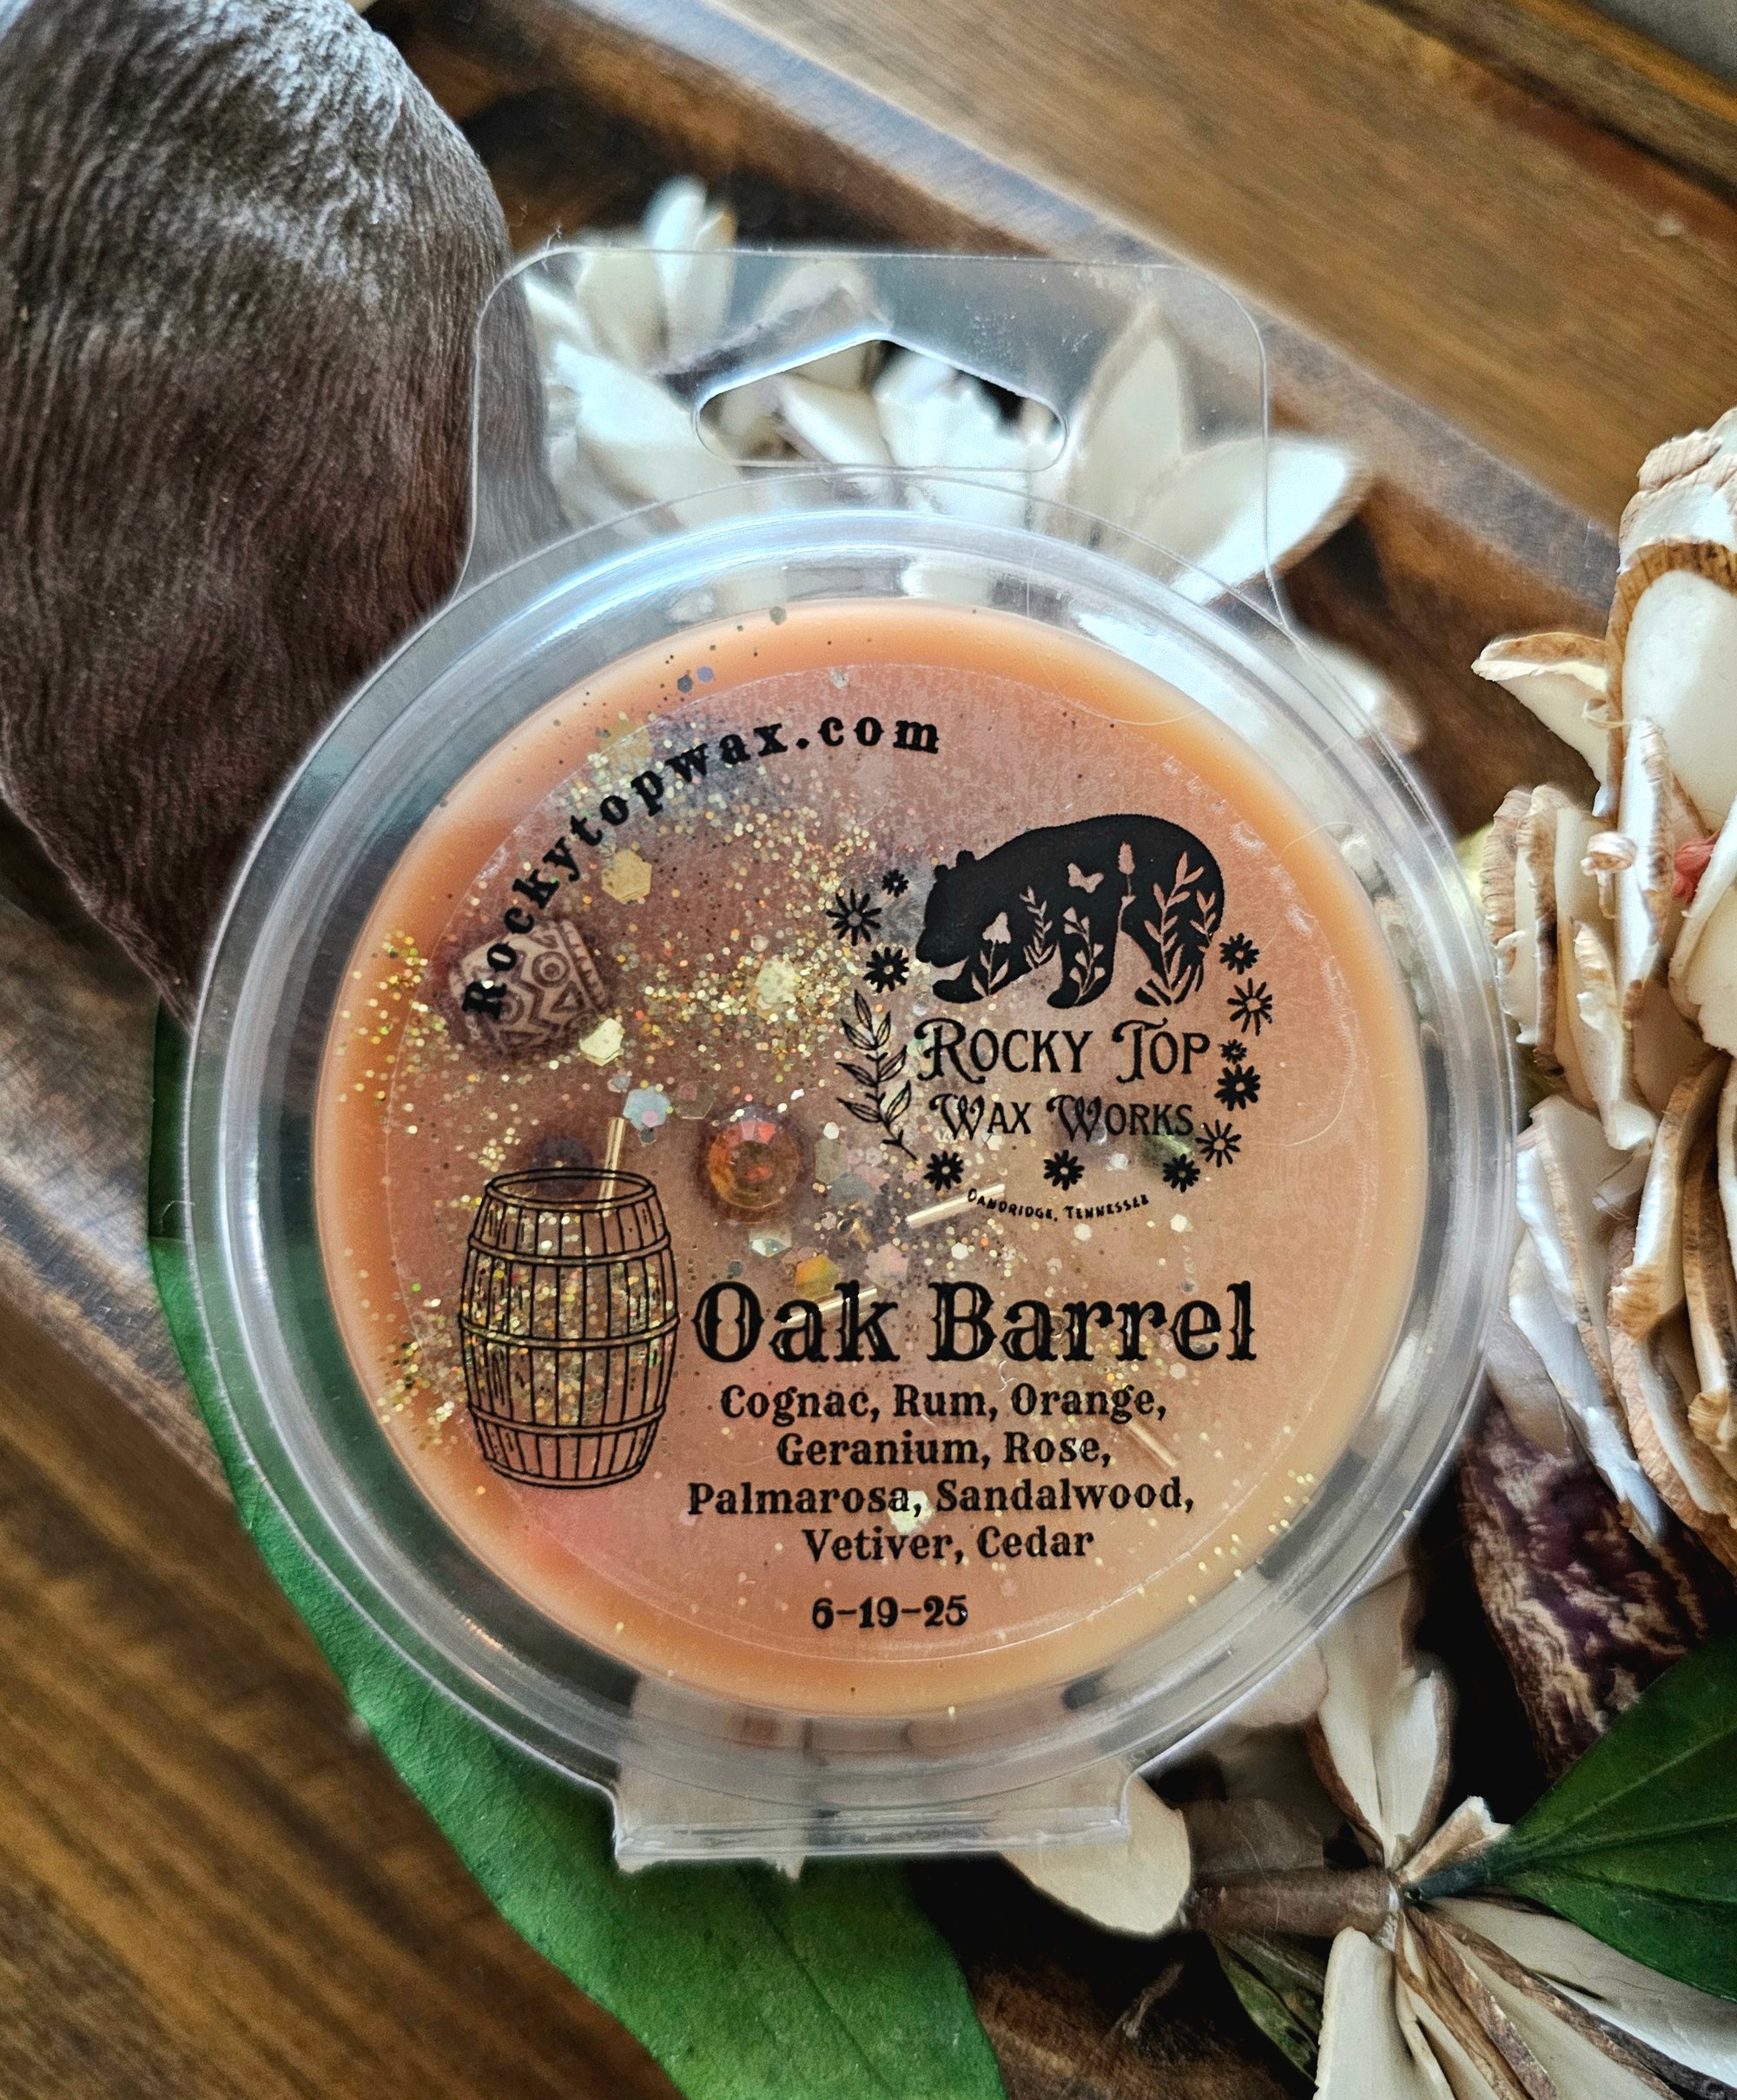 Rockytopwax.com
Rocky Top
Wax Works
Dandridge, Tennessee
Oak Barrel
Cognac, Rum, Orange,
Geranium, Rose,
Palmarosa, Sandalwood,
Vetiver, Cedar
6-19-25